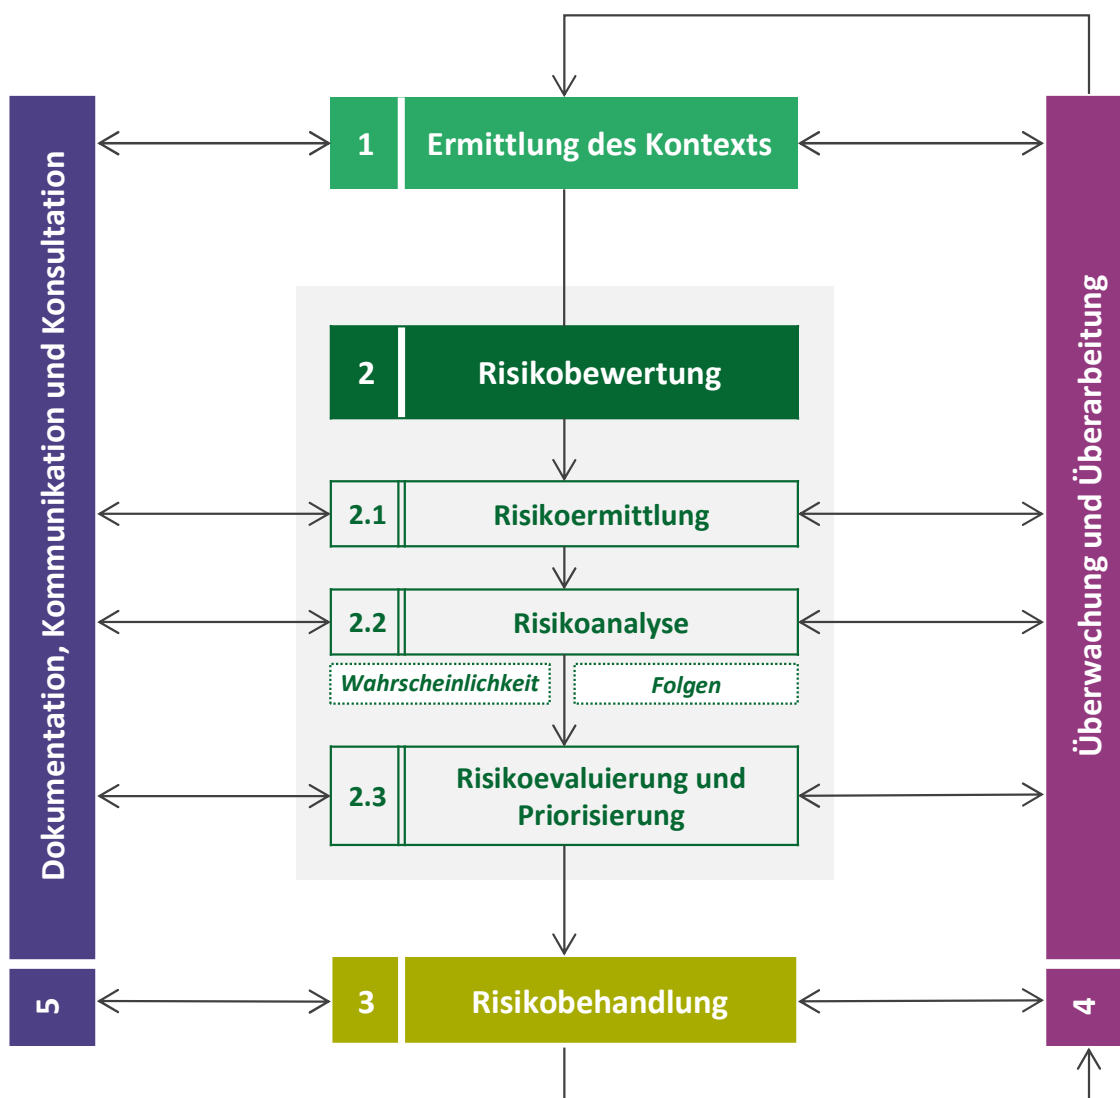 1
Ermittlung des Kontexts
2
Risikobewertung
2.1
Risikoermittlung
2.2
Risikoanalyse
Wahrscheinlichkeit
Folgen
2.3
Risikoevaluierung und
Priorisierung
3
Risikobehandlung
Dokumentation, Kommunikation und Konsultation
5
Überwachung und Überarbeitung
4